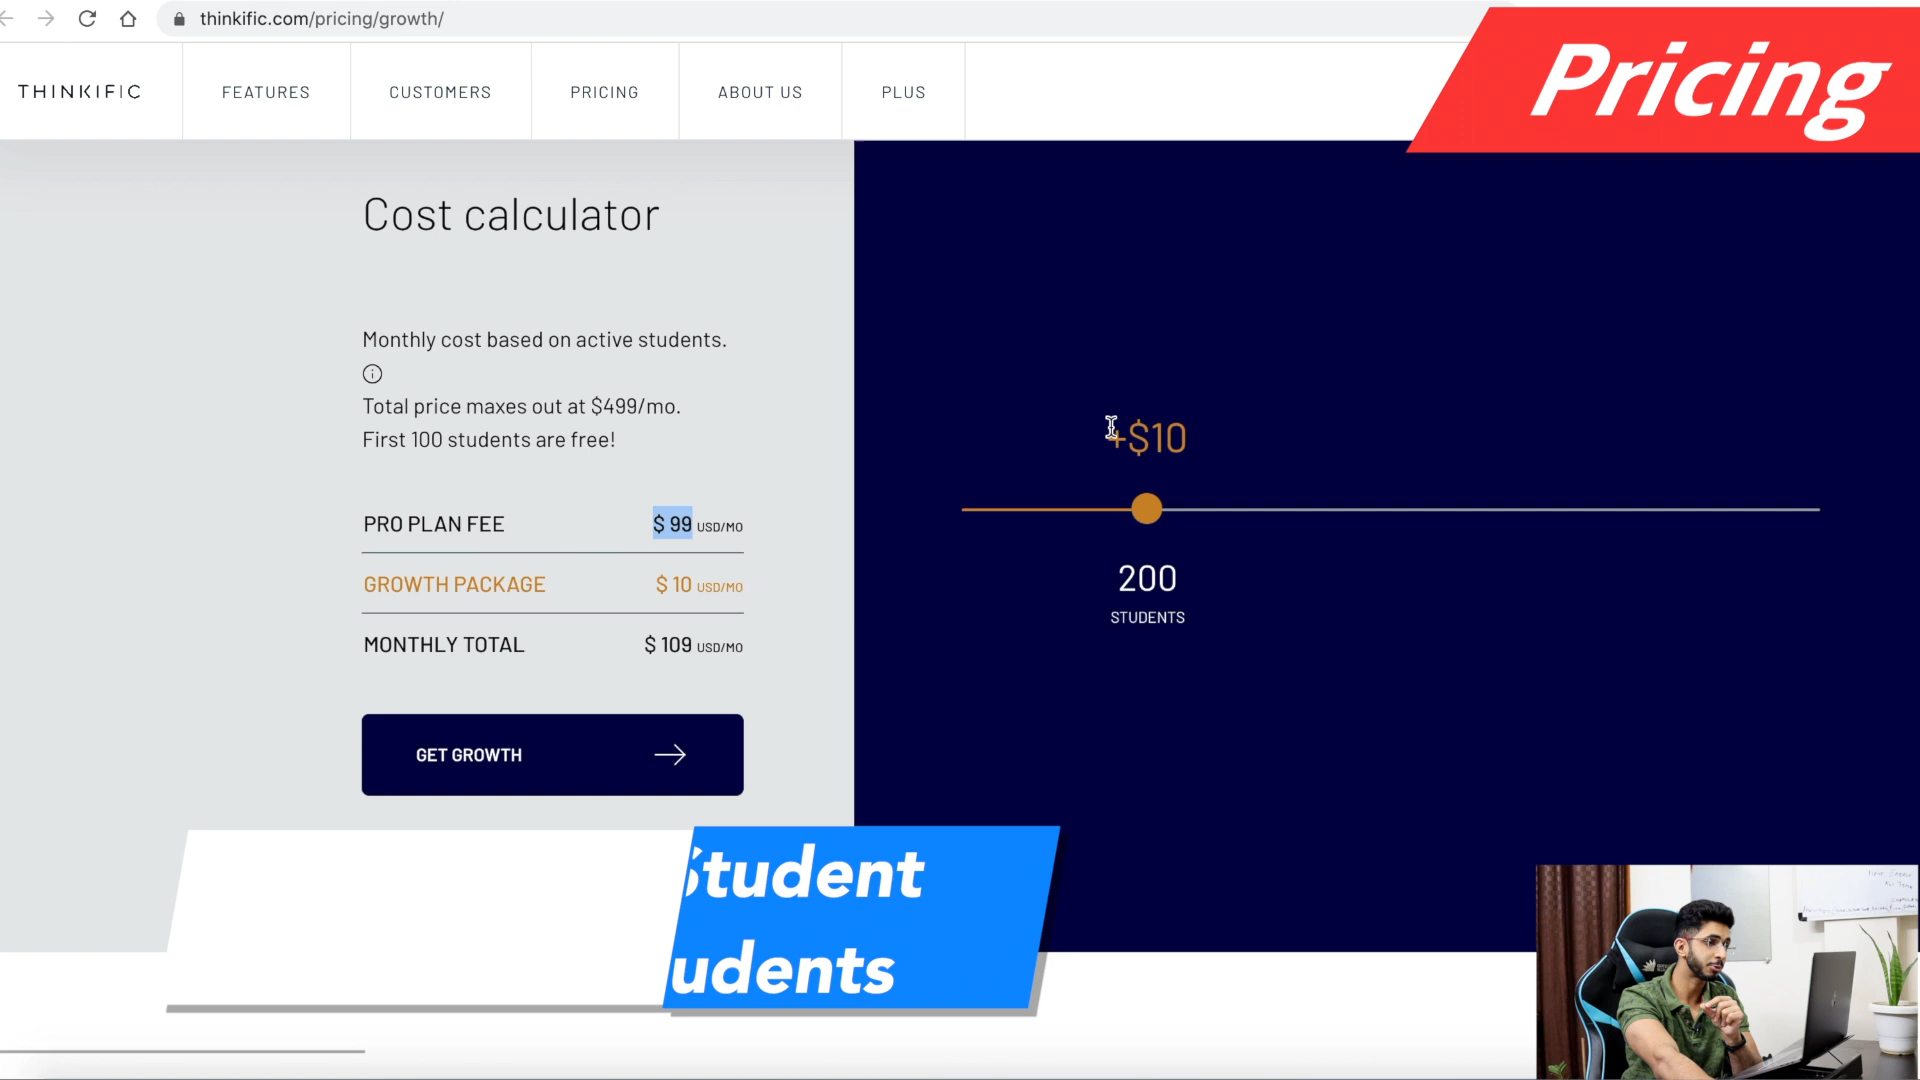 thinkific.com/pricing/growth/
Pricing
THINKIFIC
FEATURES
CUSTOMERS
PRICING
ABOUT US
PLUS
Cost calculator
Monthly cost based on active students.
Total price maxes out at $499/mo.
First 100 students are free!
PRO PLAN FEE $ 99 USD/MO
GROWTH PACKAGE $ 10 USD/MO
MONTHLY TOTAL $ 109 USD/MO
GET GROWTH
+$10
200
STUDENTS
Student
udents